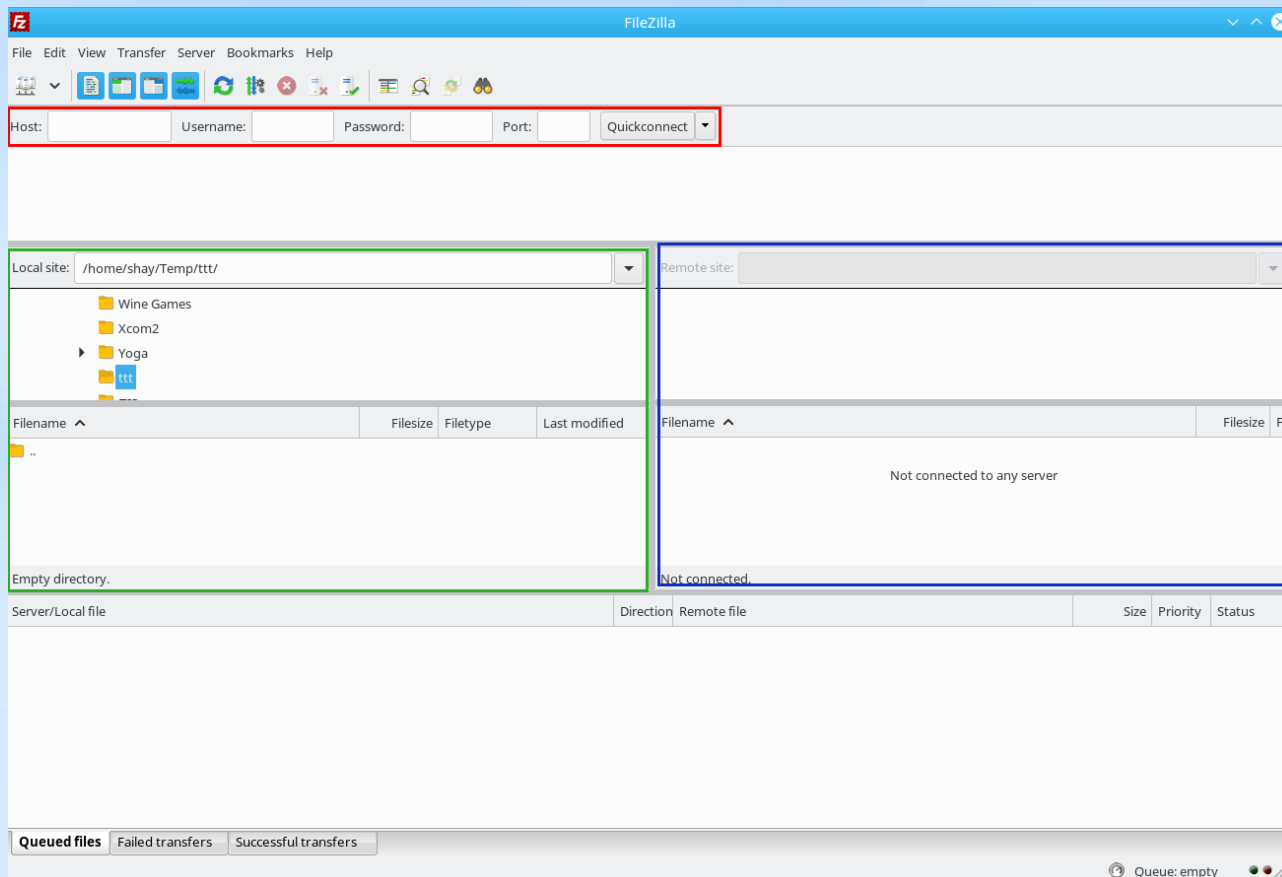 Fz
FileZilla
File Edit View Transfer Server Bookmarks Help
Host: Username: Password: Port: Quickconnect
Local site: /home/shay/Temp/ttt/
Wine Games
Xcom2
Yoga
ttt
Filename Filesize Filetype Last modified
..
Empty directory.
Remote site:
Filename Filesize F
Not connected to any server
Not connected.
Server/Local file Direction Remote file Size Priority Status
Queued files Failed transfers Successful transfers
Queue: empty